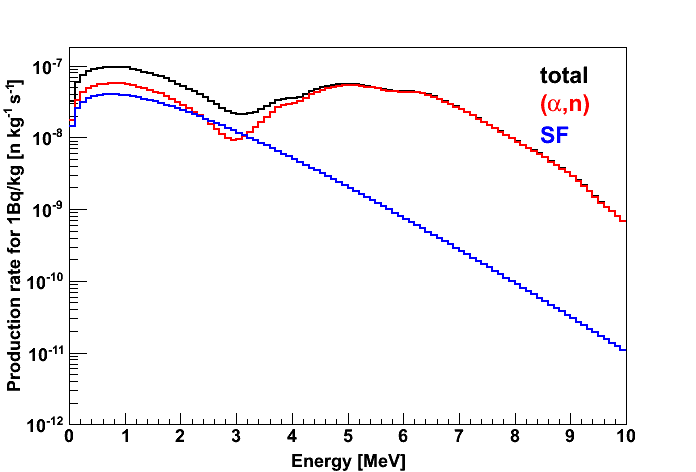 Production rate for 1Bq/kg [n kg⁻¹ s⁻¹]
10⁻⁷
10⁻⁸
10⁻⁹
10⁻¹⁰
10⁻¹¹
10⁻¹²
total
(α,n)
SF
0 1 2 3 4 5 6 7 8 9 10
Energy [MeV]